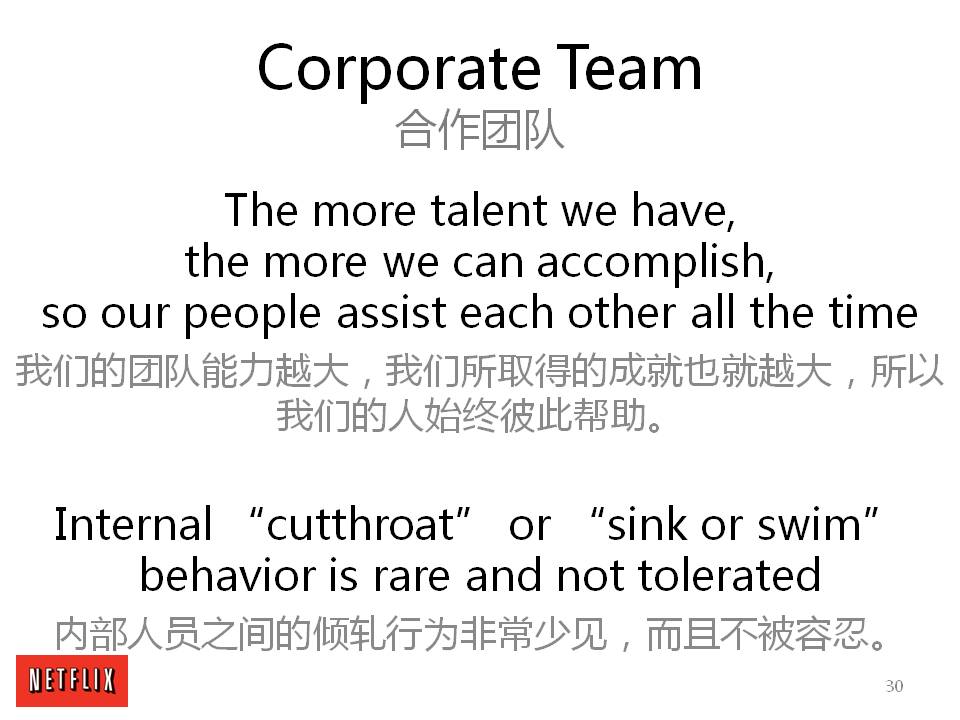 Corporate Team
合作团队
The more talent we have,
the more we can accomplish,
so our people assist each other all the time
我们的团队能力越大，我们所取得的成就也就越大，所以
我们的人始终彼此帮助。
Internal “cutthroat” or “sink or swim”
behavior is rare and not tolerated
内部人员之间的倾轧行为非常少见，而且不被容忍。
NETFLIX
30